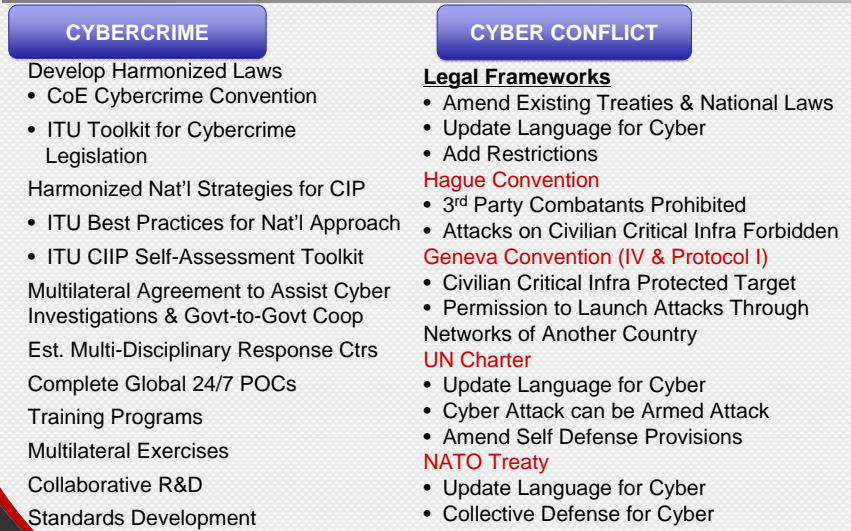 CYBERCRIME
Develop Harmonized Laws
• CoE Cybercrime Convention
• ITU Toolkit for Cybercrime
Legislation
Harmonized Nat'l Strategies for CIP
• ITU Best Practices for Nat'l Approach
• ITU CIIP Self-Assessment Toolkit
Multilateral Agreement to Assist Cyber
Investigations & Govt-to-Govt Coop
Est. Multi-Disciplinary Response Ctrs
Complete Global 24/7 POCs
Training Programs
Multilateral Exercises
Collaborative R&D
Standards Development
CYBER CONFLICT
Legal Frameworks
• Amend Existing Treaties & National Laws
• Update Language for Cyber
• Add Restrictions
Hague Convention
• 3rd Party Combatants Prohibited
• Attacks on Civilian Critical Infra Forbidden
Geneva Convention (IV & Protocol I)
• Civilian Critical Infra Protected Target
• Permission to Launch Attacks Through
Networks of Another Country
UN Charter
• Update Language for Cyber
• Cyber Attack can be Armed Attack
• Amend Self Defense Provisions
NATO Treaty
• Update Language for Cyber
• Collective Defense for Cyber